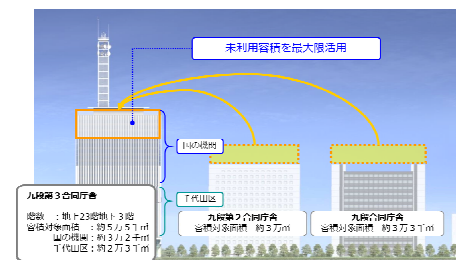 未利用容積を最大限活用
国の機関
千代田区
九段第3合同庁舎
階数 :地上23階地下3階
容積対象面積 :約5万5千㎡
国の機関:約3万2千㎡
千代田区:約2万3千㎡
九段第2合同庁舎
容積対象面積 約3万㎡
九段合同庁舎
容積対象面積 約3万3千㎡